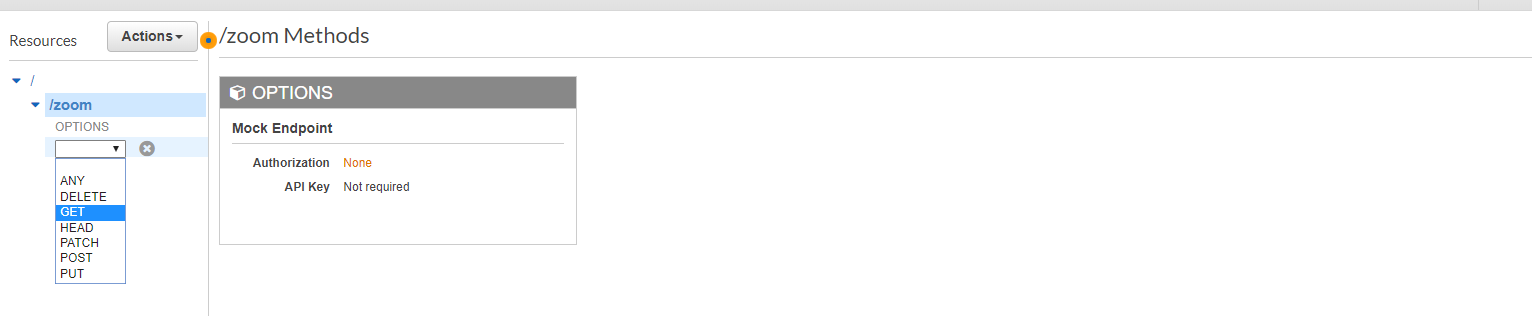 Resources
Actions
/zoom Methods
/
/zoom
OPTIONS
ANY
DELETE
GET
HEAD
PATCH
POST
PUT
OPTIONS
Mock Endpoint
Authorization None
API Key Not required